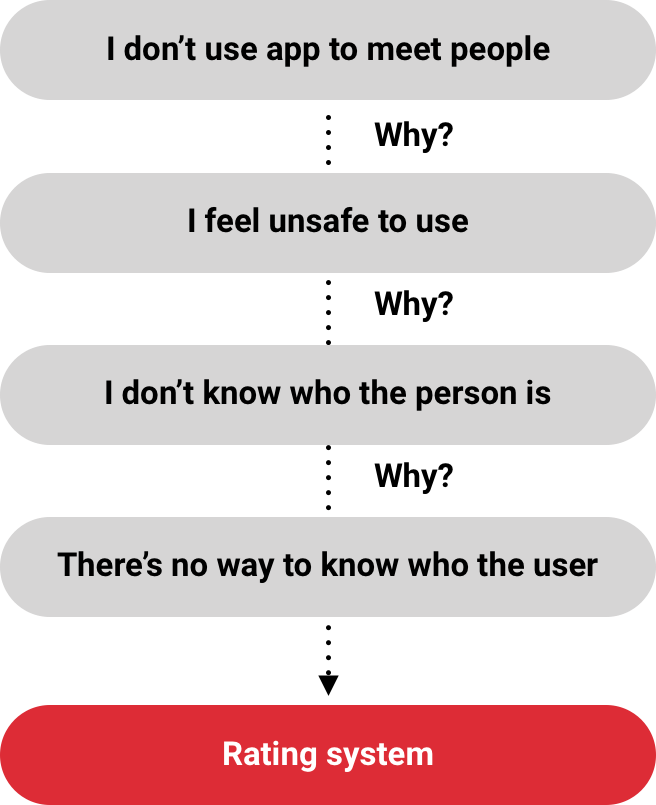 I don’t use app to meet people
Why?
I feel unsafe to use
Why?
I don’t know who the person is
Why?
There’s no way to know who the user
Rating system